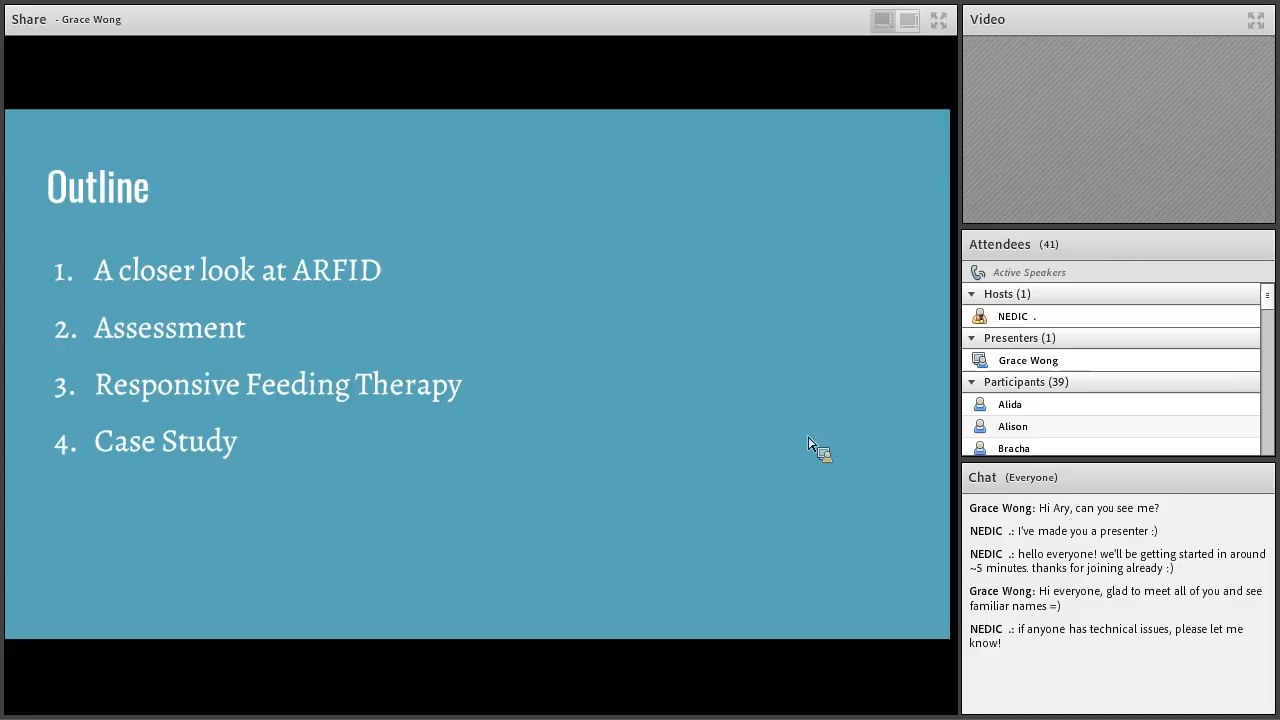 Share - Grace Wong
Outline
1. A closer look at ARFID
2. Assessment
3. Responsive Feeding Therapy
4. Case Study
Video
Attendees (41)
Active Speakers
Hosts (1)
NEDIC .
Presenters (1)
Grace Wong
Participants (39)
Alida
Alison
Bracha
Chat (Everyone)
Grace Wong: Hi Ary, can you see me?
NEDIC .: I've made you a presenter :)
NEDIC .: hello everyone! we'll be getting started in around
~5 minutes. thanks for joining already :)
Grace Wong: Hi everyone, glad to meet all of you and see
familiar names =)
NEDIC .: if anyone has technical issues, please let me
know!